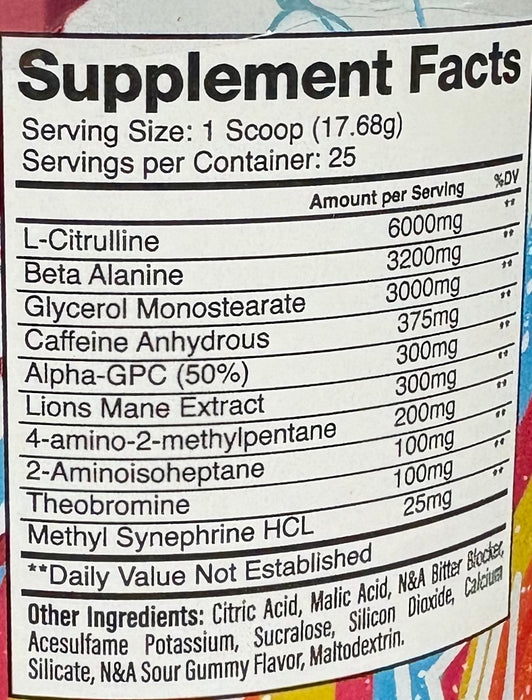 Supplement Facts
Serving Size: 1 Scoop (17.68g)
Servings per Container: 25
Amount per Serving %DV
L-Citrulline 6000mg **
Beta Alanine 3200mg **
Glycerol Monostearate 3000mg **
Caffeine Anhydrous 375mg **
Alpha-GPC (50%) 300mg **
Lions Mane Extract 300mg **
4-amino-2-methylpentane 200mg **
2-Aminoisoheptane 100mg **
Theobromine 100mg **
Methyl Synephrine HCL 25mg **
**Daily Value Not Established
Other Ingredients: Citric Acid, Malic Acid, N&A Bitter Blocker,
Acesulfame Potassium, Sucralose, Silicon Dioxide, Calcium
Silicate, N&A Sour Gummy Flavor, Maltodextrin.